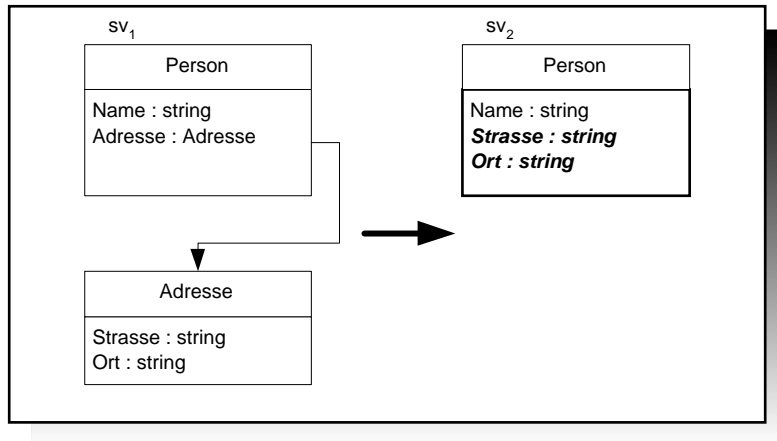 sv1
Person
Name : string
Adresse : Adresse
Adresse
Strasse : string
Ort : string
sv2
Person
Name : string
Strasse : string
Ort : string